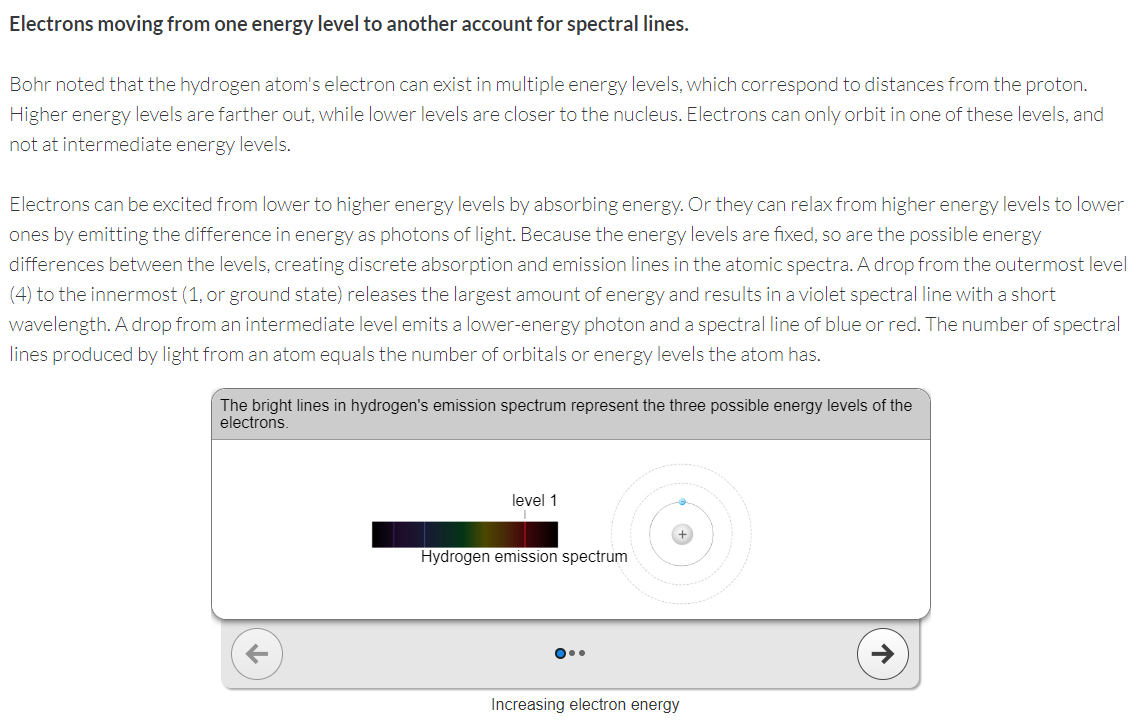 Electrons moving from one energy level to another account for spectral lines.
Bohr noted that the hydrogen atom's electron can exist in multiple energy levels, which correspond to distances from the proton.
Higher energy levels are farther out, while lower levels are closer to the nucleus. Electrons can only orbit in one of these levels, and
not at intermediate energy levels.
Electrons can be excited from lower to higher energy levels by absorbing energy. Or they can relax from higher energy levels to lower
ones by emitting the difference in energy as photons of light. Because the energy levels are fixed, so are the possible energy
differences between the levels, creating discrete absorption and emission lines in the atomic spectra. A drop from the outermost level
(4) to the innermost (1, or ground state) releases the largest amount of energy and results in a violet spectral line with a short
wavelength. A drop from an intermediate level emits a lower-energy photon and a spectral line of blue or red. The number of spectral
lines produced by light from an atom equals the number of orbitals or energy levels the atom has.
The bright lines in hydrogen's emission spectrum represent the three possible energy levels of the
electrons.
level 1
+
Hydrogen emission spectrum
Increasing electron energy